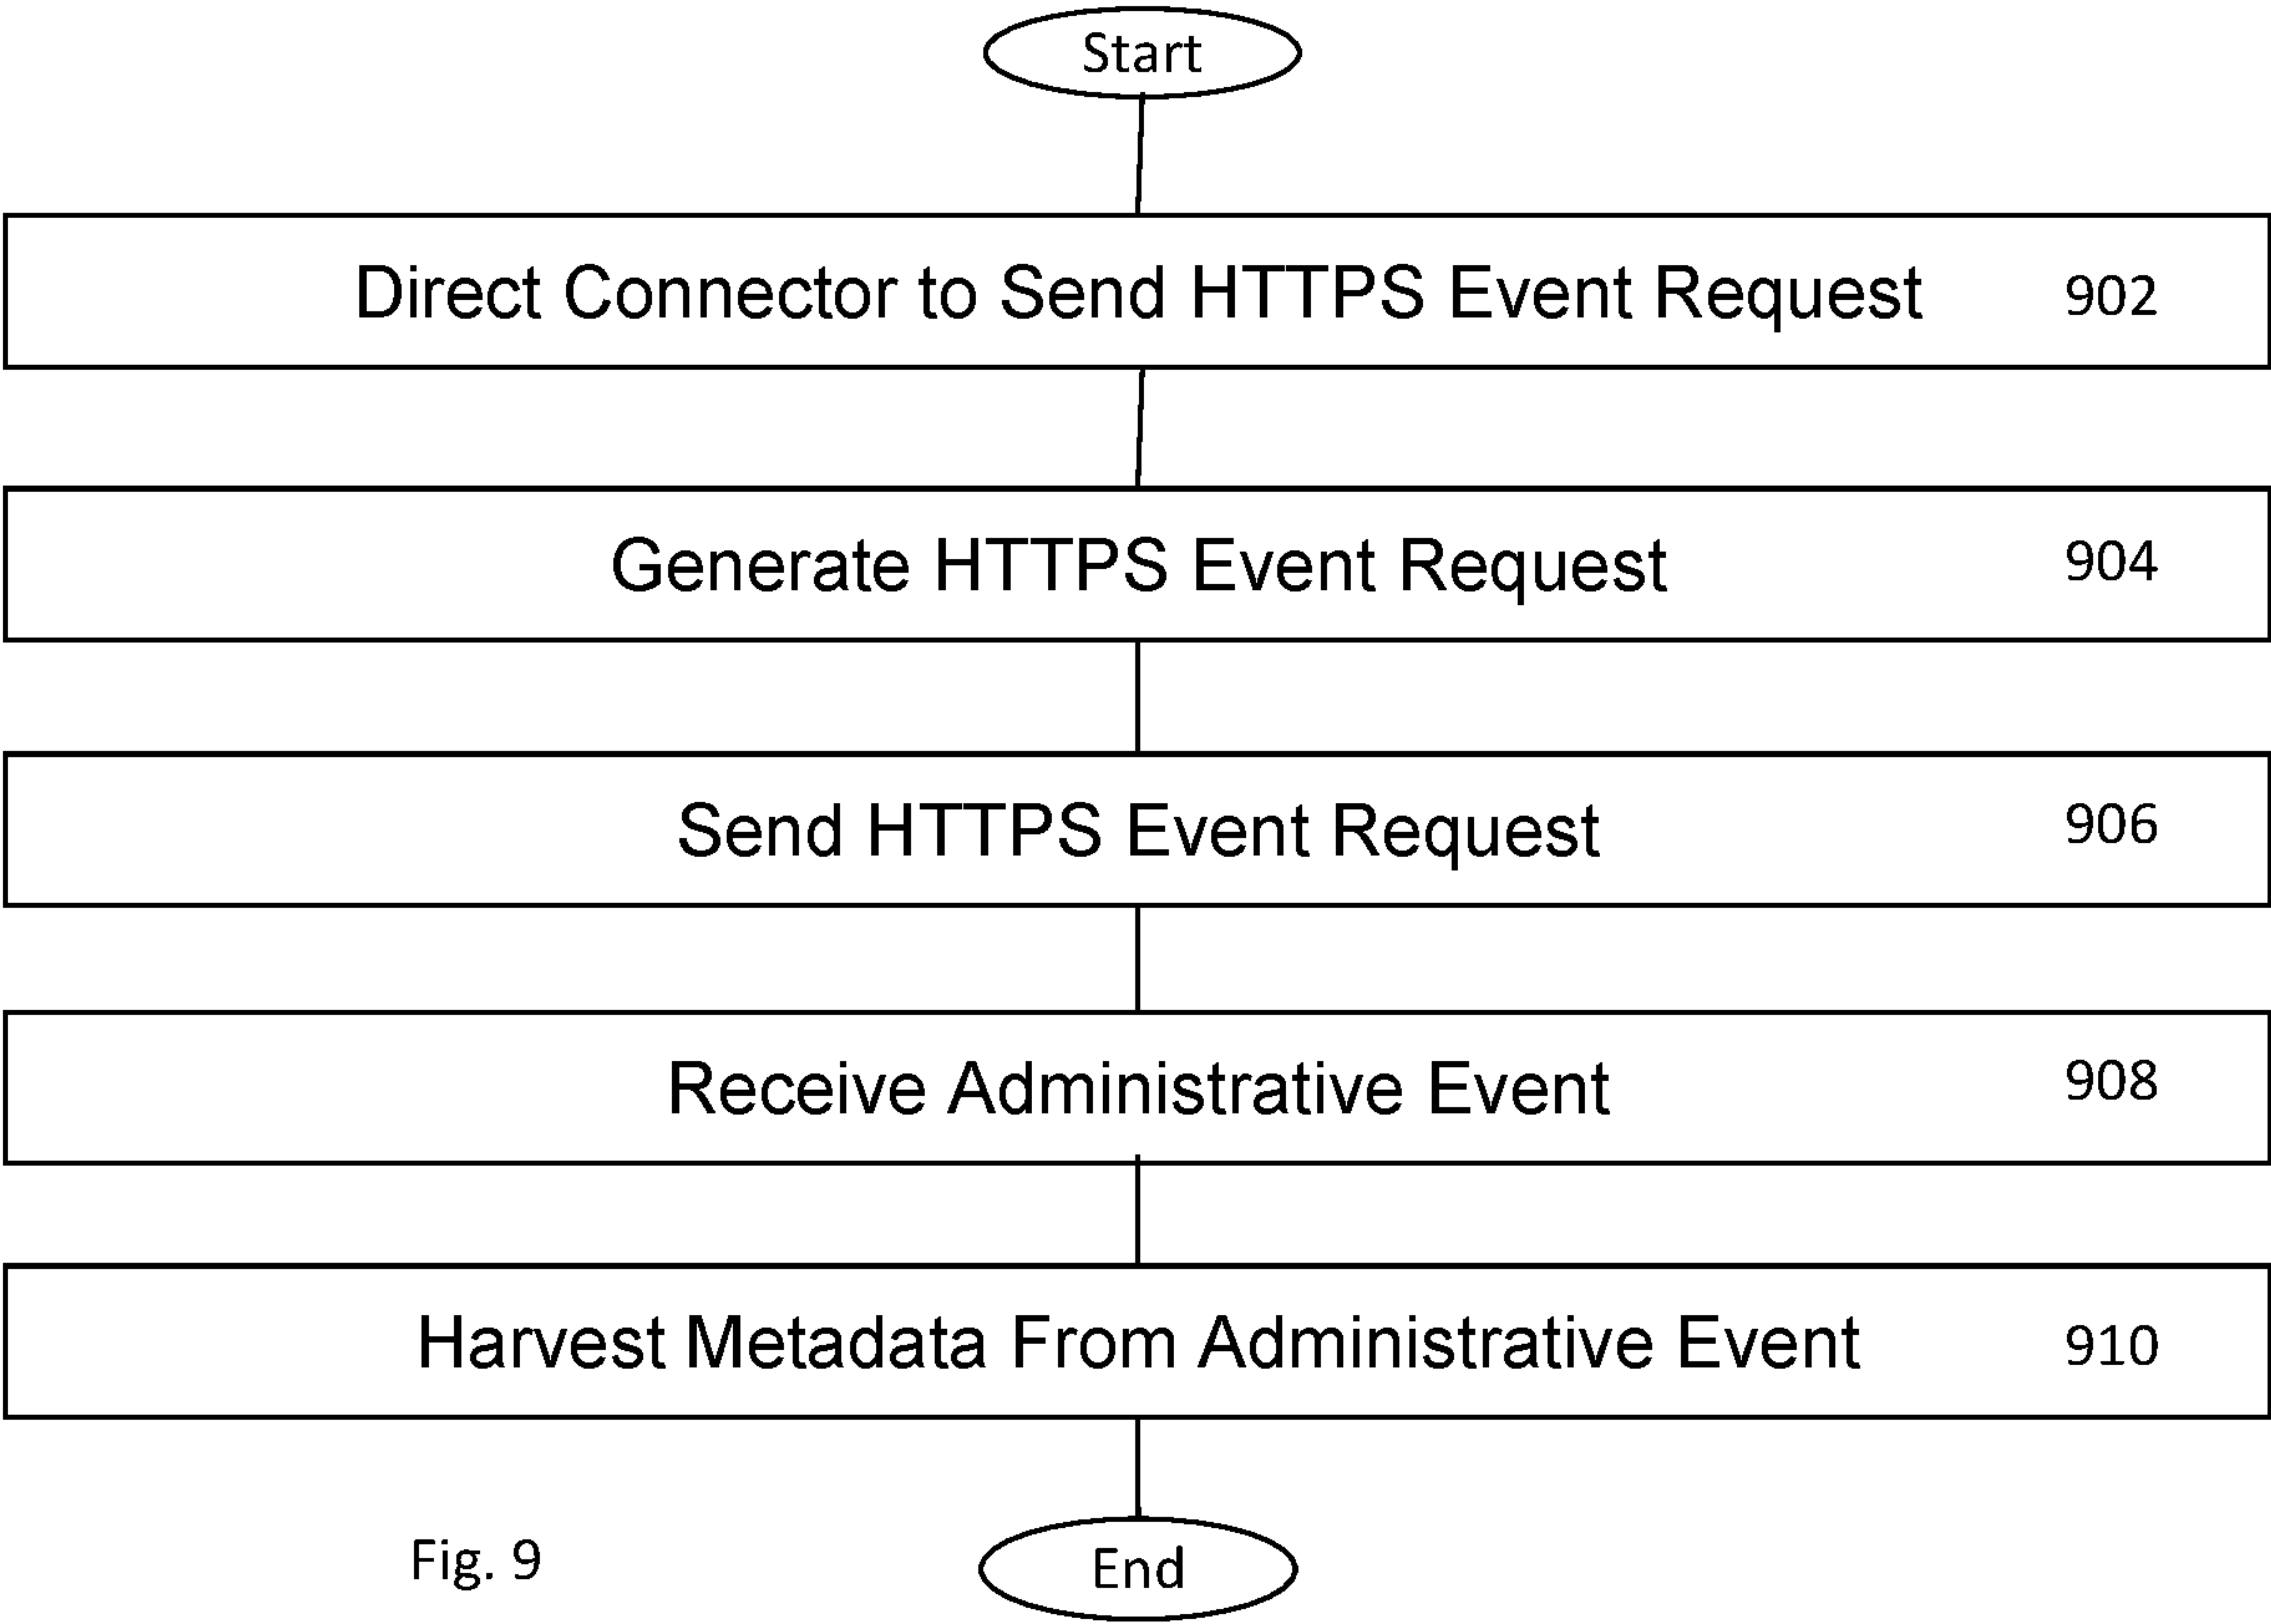 Start
Direct Connector to Send HTTPS Event Request 902
Generate HTTPS Event Request 904
Send HTTPS Event Request 906
Receive Administrative Event 908
Harvest Metadata From Administrative Event 910
Fig. 9
End